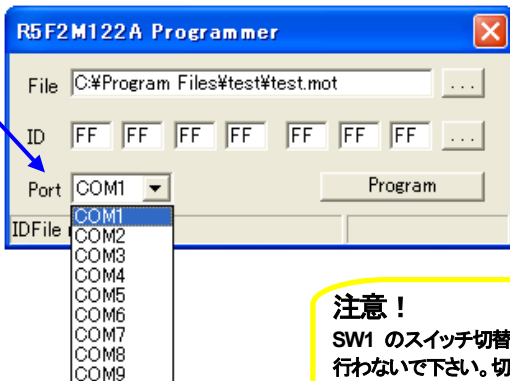 R5F2M122A Programmer
File C:¥Program Files¥test¥test.mot ...
ID FF FF FF FF FF FF FF ...
Port COM1 Program
IDFile
COM1
COM2
COM3
COM4
COM5
COM6
COM7
COM8
COM9
注意！
SW1 のスイッチ切替
行わないで下さい。切